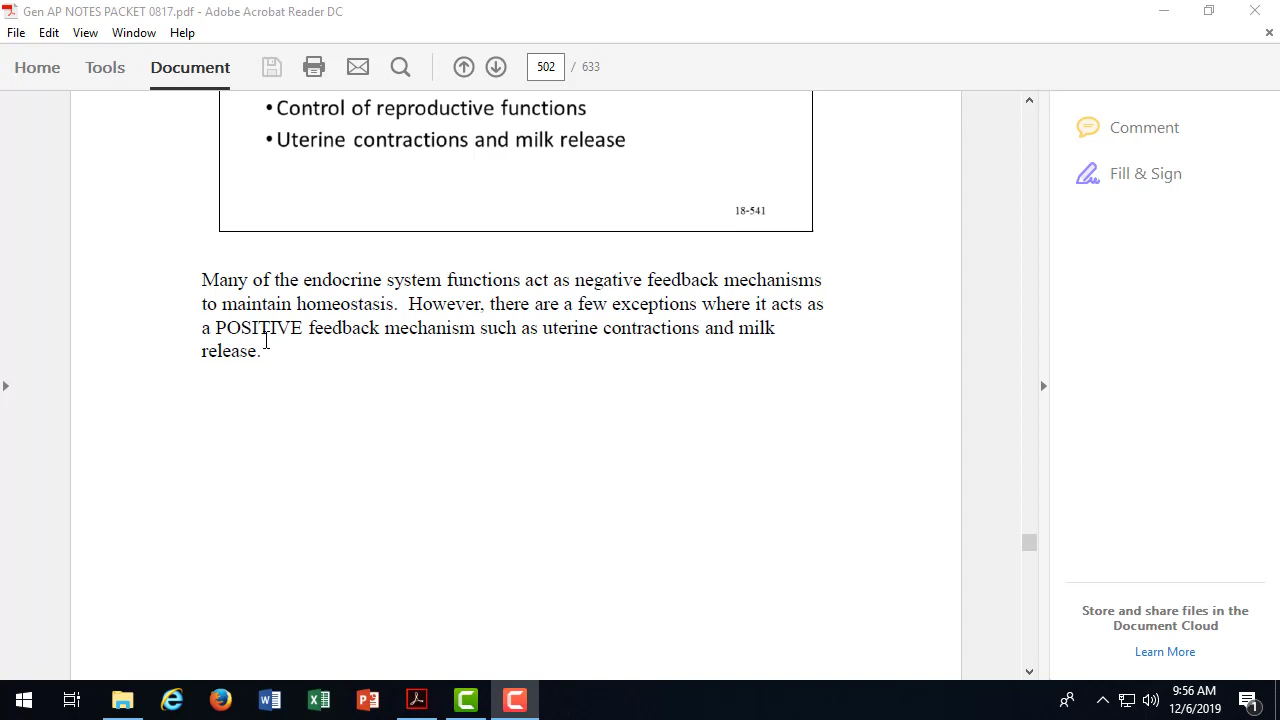 Gen AP NOTES PACKET 0817.pdf - Adobe Acrobat Reader DC
File Edit View Window Help
Home Tools Document 502 / 633
• Control of reproductive functions
• Uterine contractions and milk release
18-541
Many of the endocrine system functions act as negative feedback mechanisms
to maintain homeostasis.  However, there are a few exceptions where it acts as
a POSITIVE feedback mechanism such as uterine contractions and milk
release.
Comment
Fill & Sign
Store and share files in the
Document Cloud
Learn More
9:56 AM
12/6/2019
1